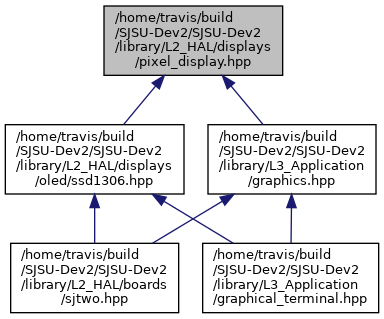 /home/travis/build
/SJSU-Dev2/SJSU-Dev2
/library/L2_HAL/displays
/pixel_display.hpp
/home/travis/build
/SJSU-Dev2/SJSU-Dev2
/library/L2_HAL/displays
/oled/ssd1306.hpp
/home/travis/build
/SJSU-Dev2/SJSU-Dev2
/library/L3_Application
/graphics.hpp
/home/travis/build
/SJSU-Dev2/SJSU-Dev2
/library/L2_HAL/boards
/sjtwo.hpp
/home/travis/build
/SJSU-Dev2/SJSU-Dev2
/library/L3_Application
/graphical_terminal.hpp